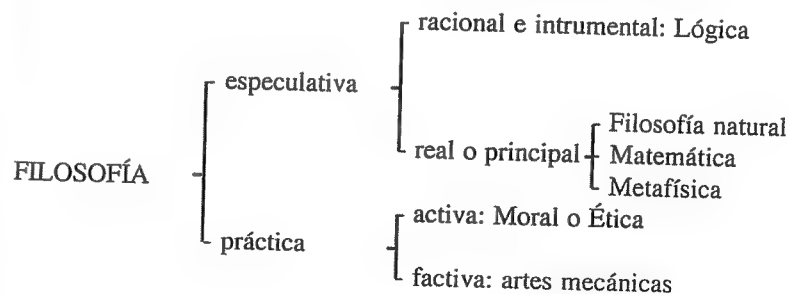 racional e intrumental: Lógica
especulativa
Filosofía natural
real o principal
Matemática
Metafísica
FILOSOFÍA
activa: Moral o Ética
práctica
factiva: artes mecánicas